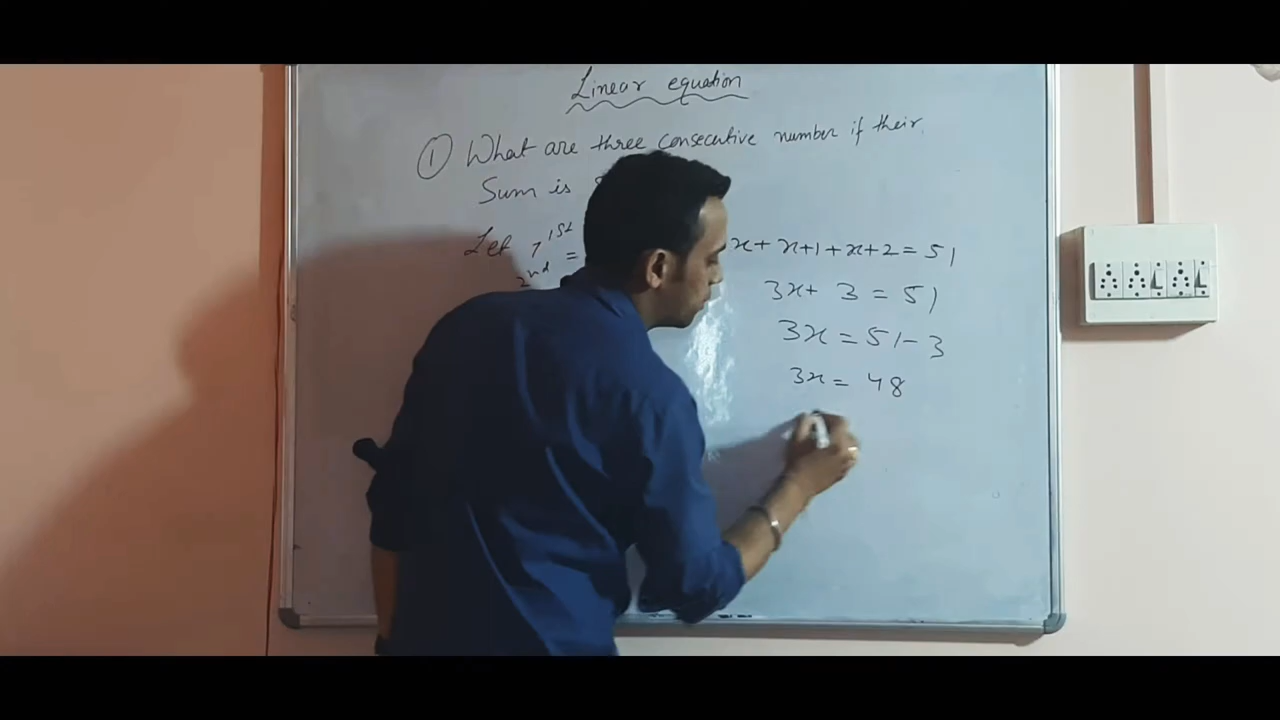 Linear equation
① What are three consecutive number if their
Sum is
Let 1st
2nd =
x + x+1 + x+2 = 51
3x + 3 = 51
3x = 51 - 3
3x = 48